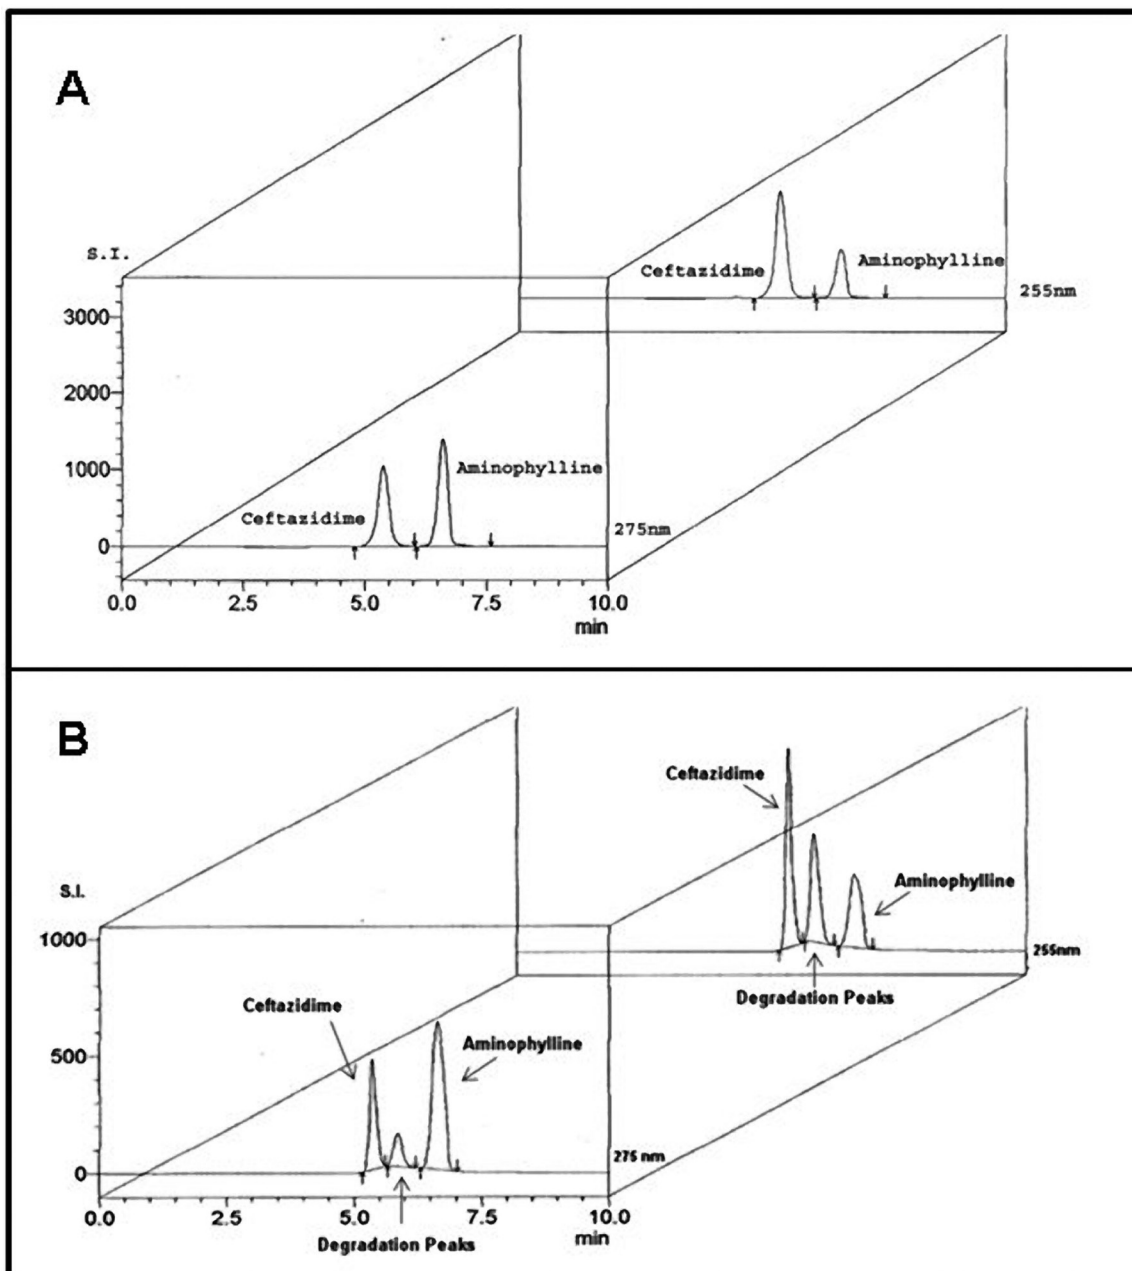 A
S.I.
Ceftazidime
Aminophylline
255nm
3000
2000
1000
Aminophylline
Ceftazidime
275nm
0
0.0 2.5 5.0 7.5 10.0
min
B
Ceftazidime
S.I.
Aminophylline
1000
255nm
Degradation Peaks
Ceftazidime
Aminophylline
500
275 nm
0
0.0 2.5 5.0 7.5 10.0
min
Degradation Peaks